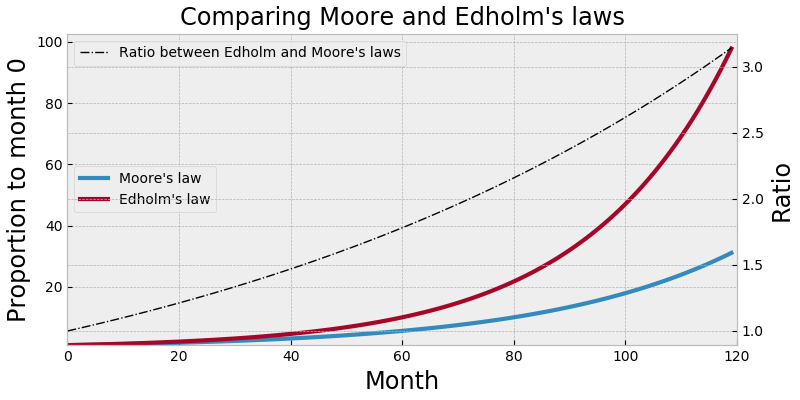 Comparing Moore and Edholm's laws
Proportion to month 0
100
80
60
40
20
Ratio between Edholm and Moore's laws
Moore's law
Edholm's law
3.0
2.5
2.0
1.5
1.0
Ratio
0 20 40 60 80 100 120
Month